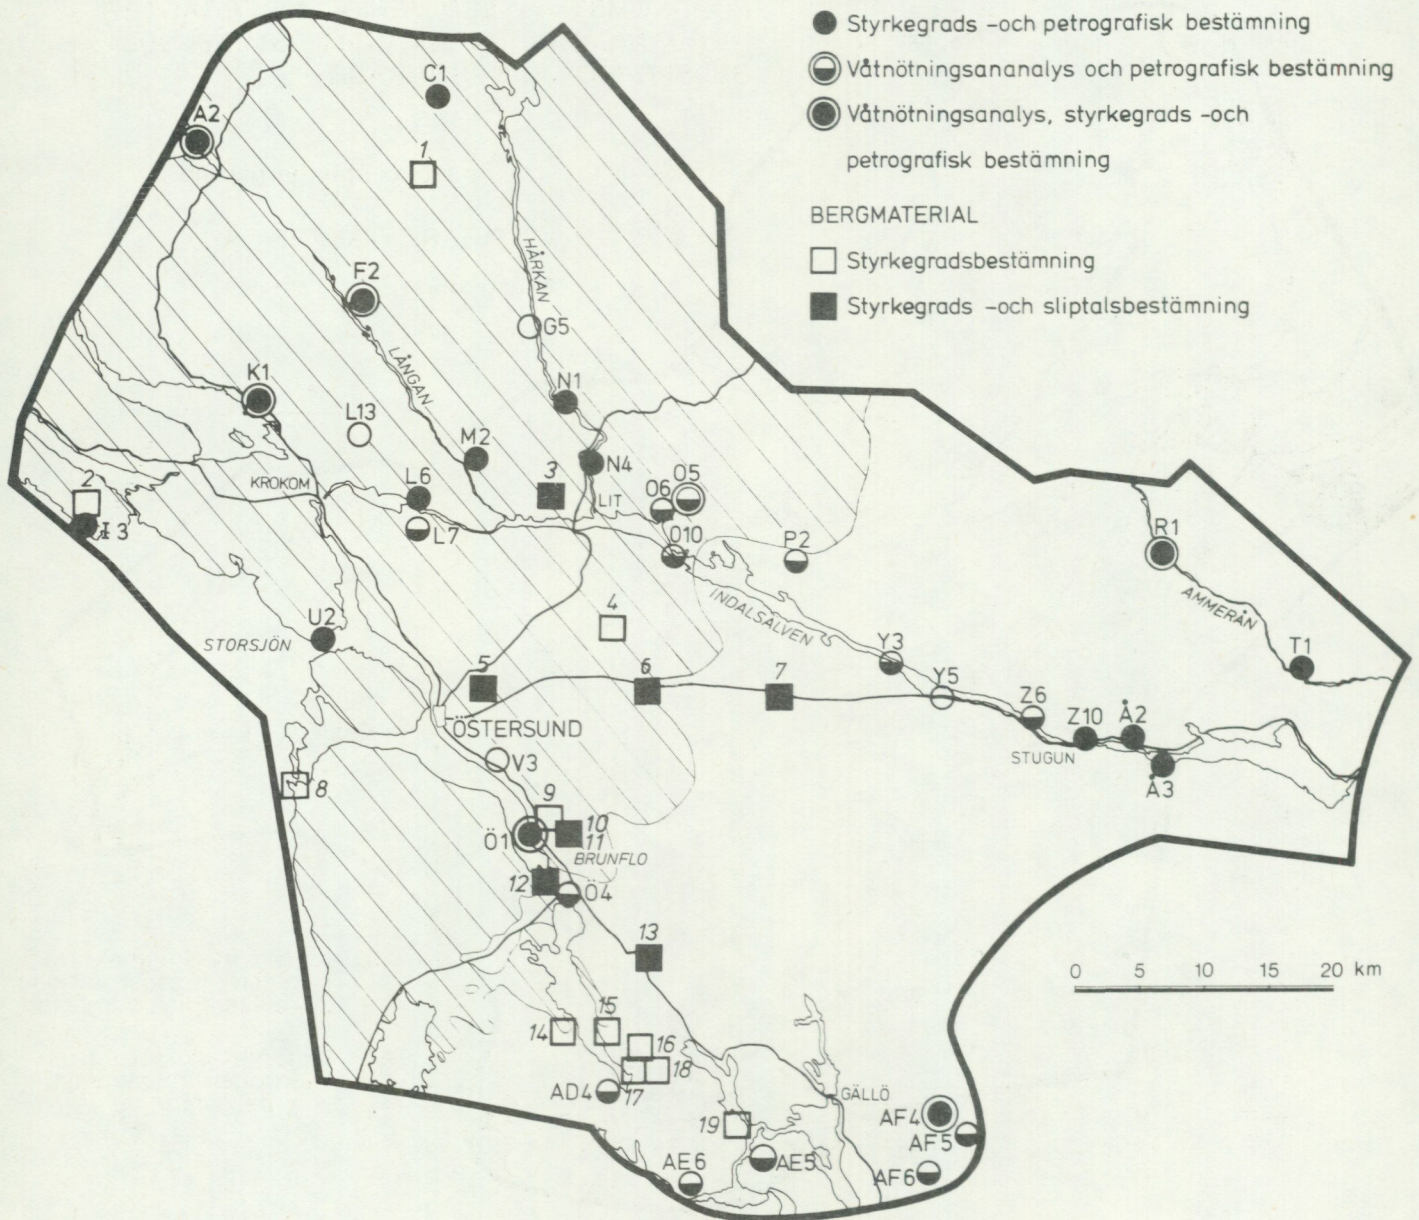 Styrkegrads -och petrografisk bestämning
Våtnötningsananalys och petrografisk bestämning
Våtnötningsanalys, styrkegrads -och
petrografisk bestämning
BERGMATERIAL
Styrkegradsbestämning
Styrkegrads -och sliptalsbestämning
C1
A2
1
HÅRKAN
F2
G5
LÅNGAN
K1
N1
L13
M2
N4
KROKOM
L6
3
LIT
O6
O5
2
I3
L7
O10
P2
R1
INDALSÄLVEN
AMMERÅN
U2
4
STORSJÖN
Y3
T1
5
6
7
Y5
Z6
Z10
Å2
ÖSTERSUND
STUGUN
Å3
V3
8
9
10
Ö1
11
BRUNFLO
12
Ö4
13
0 5 10 15 20 km
14
15
16
18
AD4
17
GÄLLÖ
19
AF4
AF5
AE6
AE5
AF6